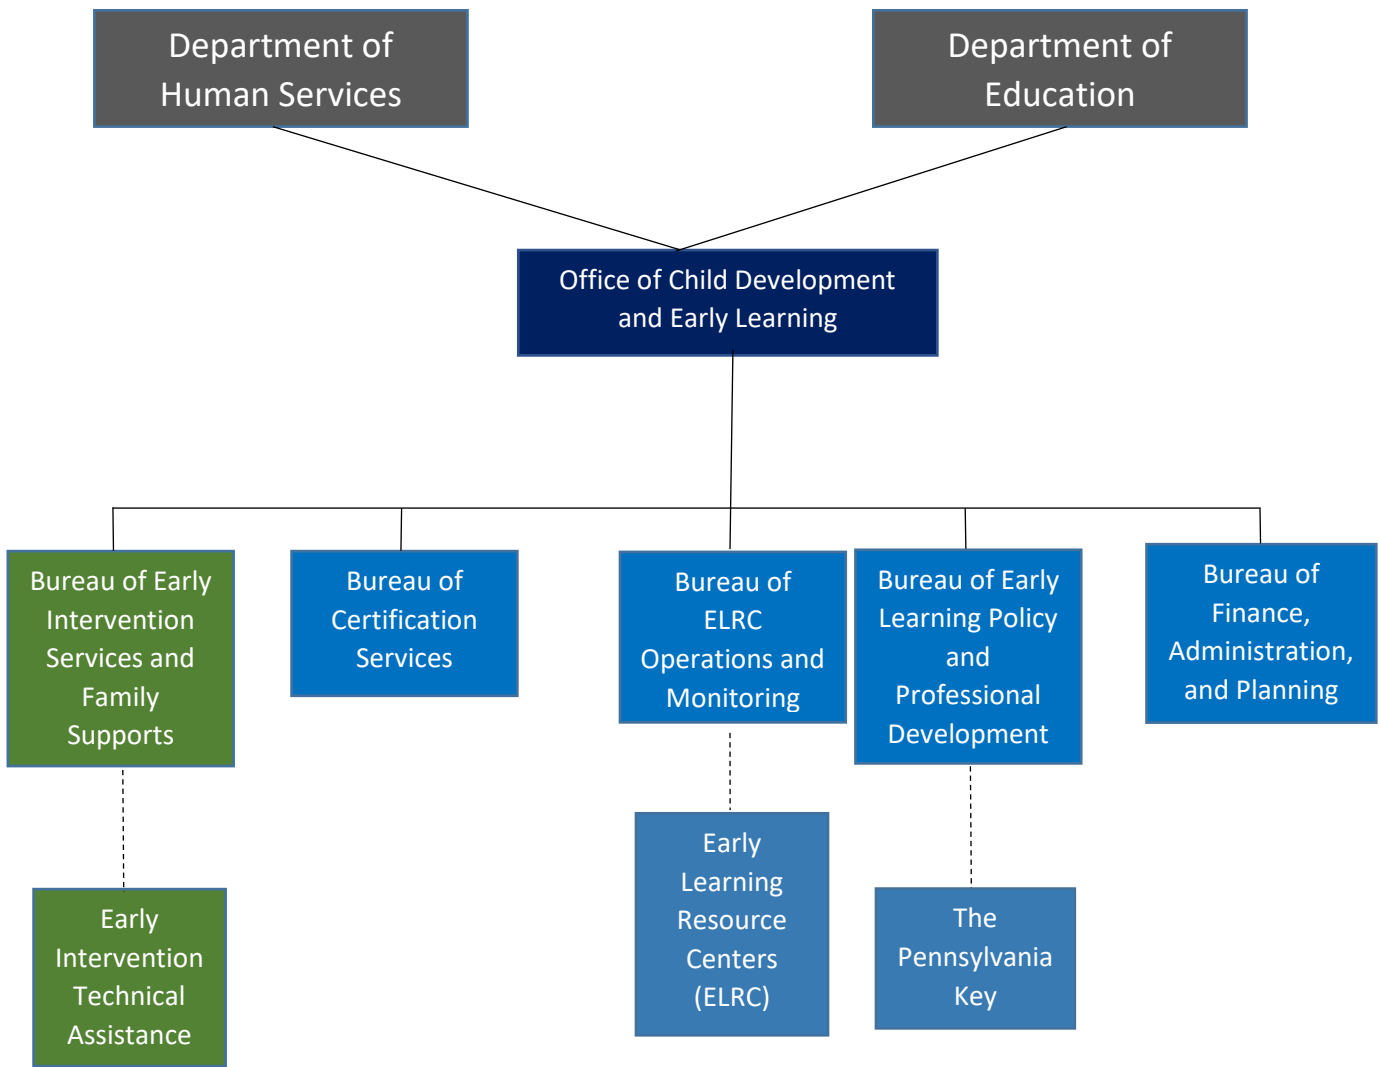 Department of
Human Services
Department of
Education
Office of Child Development
and Early Learning
Bureau of Early
Intervention
Services and
Family
Supports
Bureau of
Certification
Services
Bureau of
ELRC
Operations and
Monitoring
Bureau of Early
Learning Policy
and
Professional
Development
Bureau of
Finance,
Administration,
and Planning
Early
Intervention
Technical
Assistance
Early
Learning
Resource
Centers
(ELRC)
The
Pennsylvania
Key